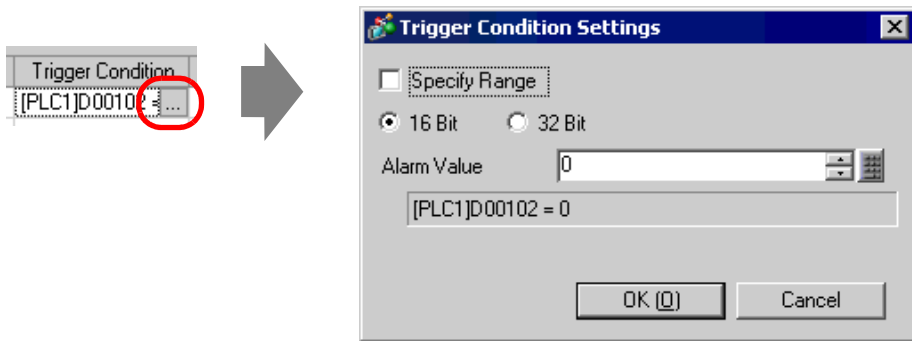 Trigger Condition
[PLC1]D00102 = ...
Trigger Condition Settings
Specify Range
16 Bit 32 Bit
Alarm Value 0
[PLC1]D00102 = 0
OK (O) Cancel